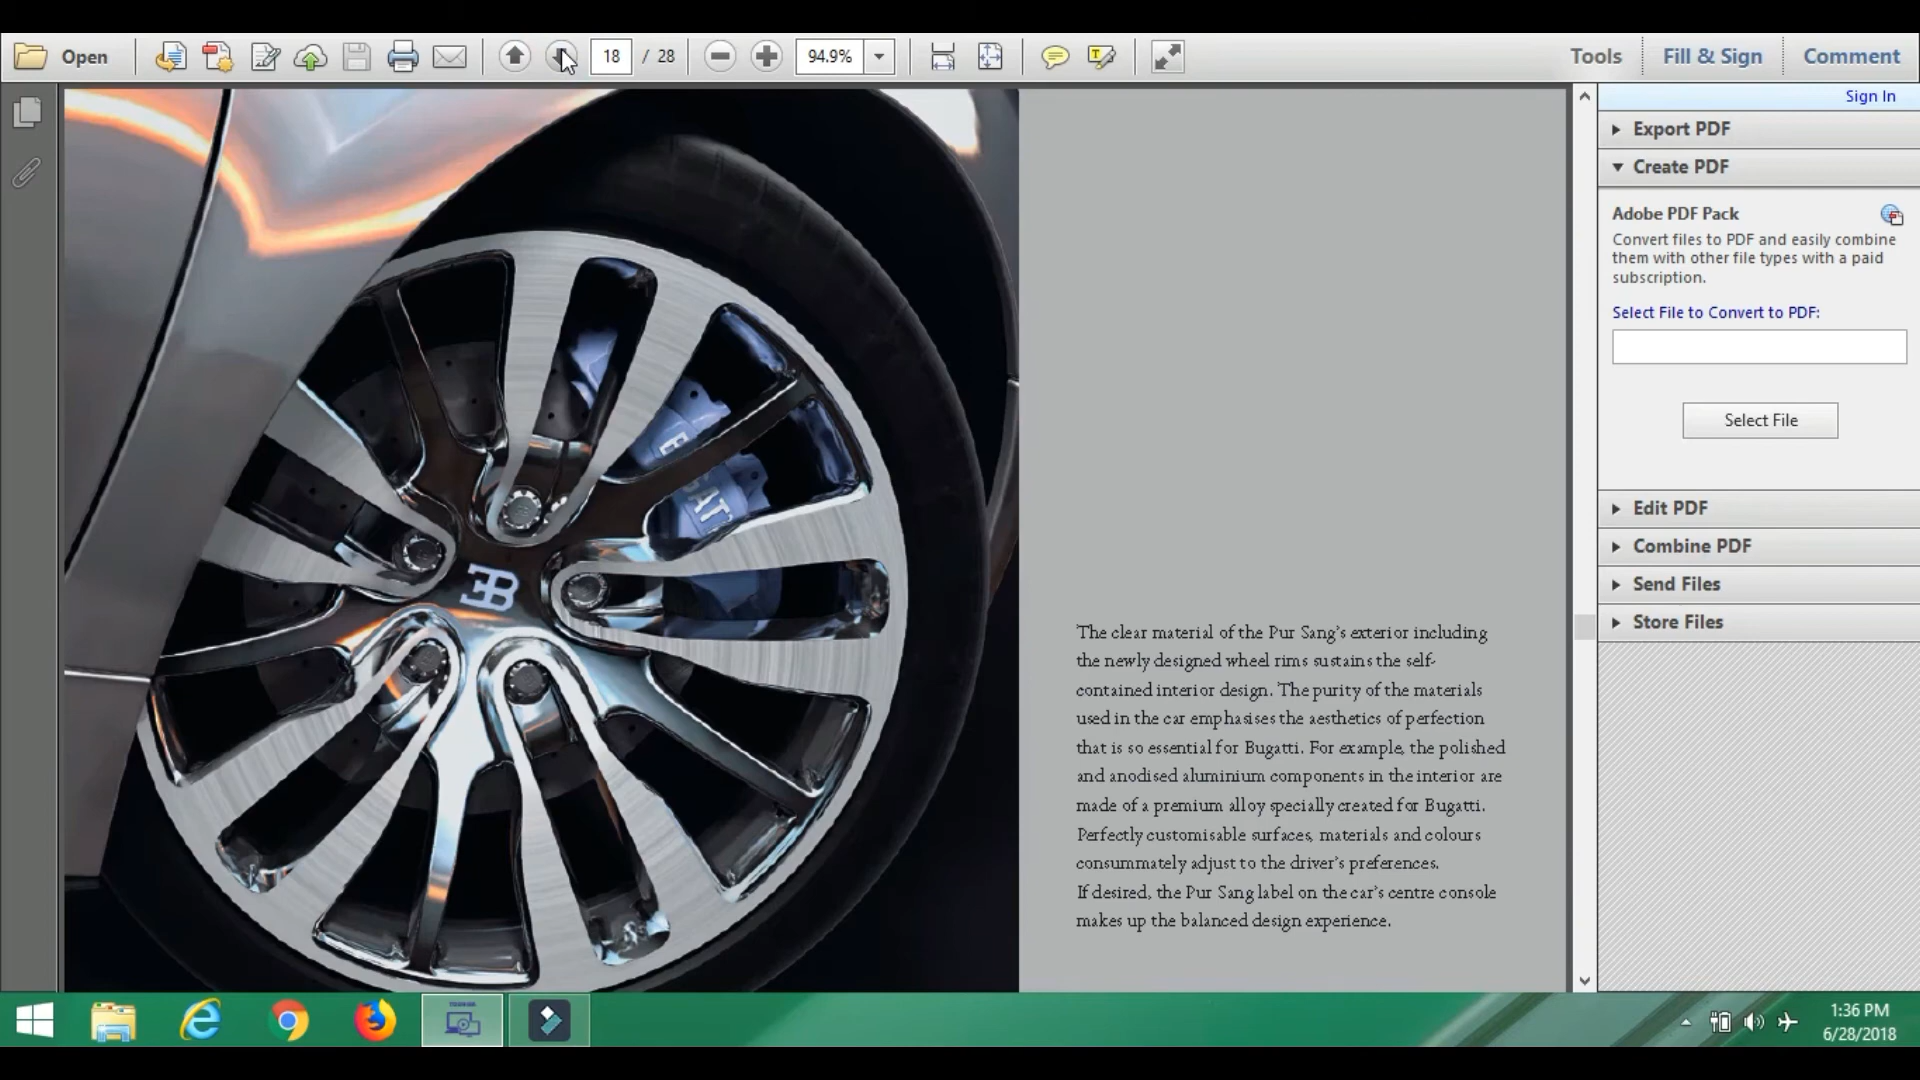 Open
18 / 28
94.9%
Tools
Fill & Sign
Comment
Sign In
Export PDF
Create PDF
Adobe PDF Pack
Convert files to PDF and easily combine
them with other file types with a paid
subscription.
Select File to Convert to PDF:
Select File
Edit PDF
Combine PDF
Send Files
Store Files
EB
The clear material of the Pur Sang's exterior including
the newly designed wheel rims sustains the self-
contained interior design. The purity of the materials
used in the car emphasises the aesthetics of perfection
that is so essential for Bugatti. For example, the polished
and anodised aluminium components in the interior are
made of a premium alloy specially created for Bugatti.
Perfectly customisable surfaces, materials and colours
consummately adjust to the driver's preferences.
If desired, the Pur Sang label on the car's centre console
makes up the balanced design experience.
TOSHIBA
1:36 PM
6/28/2018